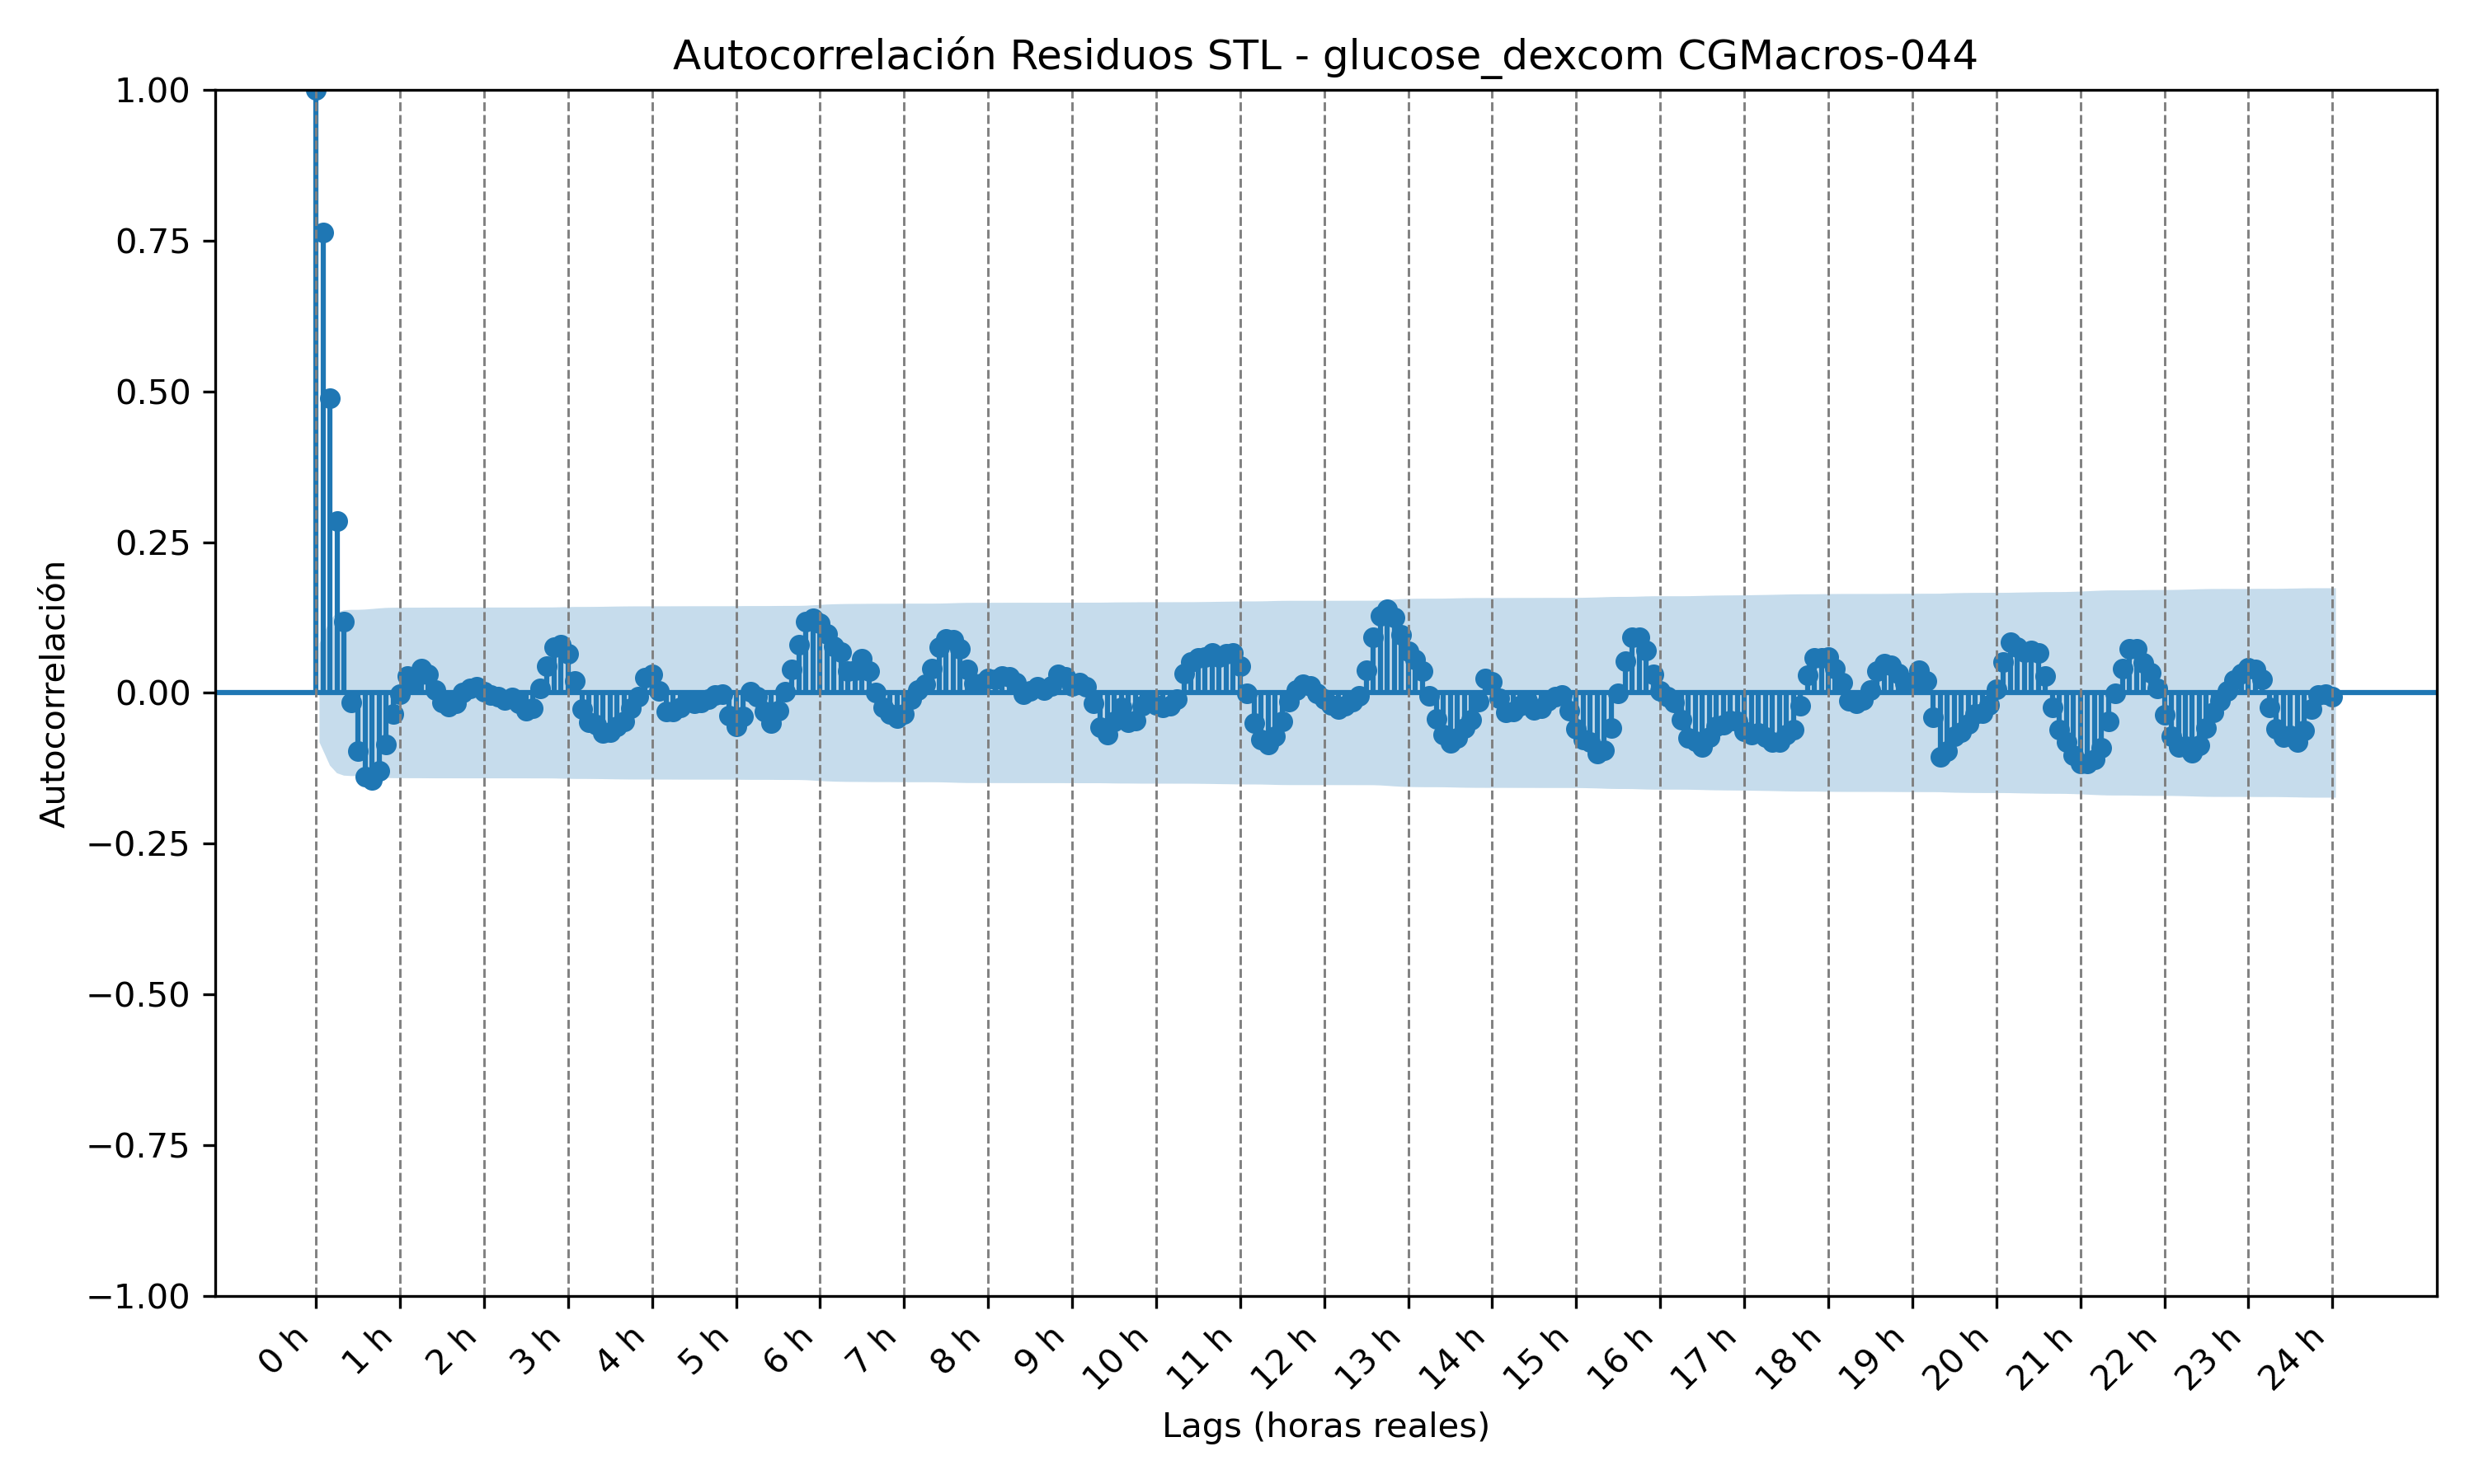 Autocorrelación Residuos STL - glucose_dexcom CGMacros-044
1.00
0.75
0.50
0.25
0.00
−0.25
−0.50
−0.75
−1.00
Autocorrelación
0 h
1 h
2 h
3 h
4 h
5 h
6 h
7 h
8 h
9 h
10 h
11 h
12 h
13 h
14 h
15 h
16 h
17 h
18 h
19 h
20 h
21 h
22 h
23 h
24 h
Lags (horas reales)